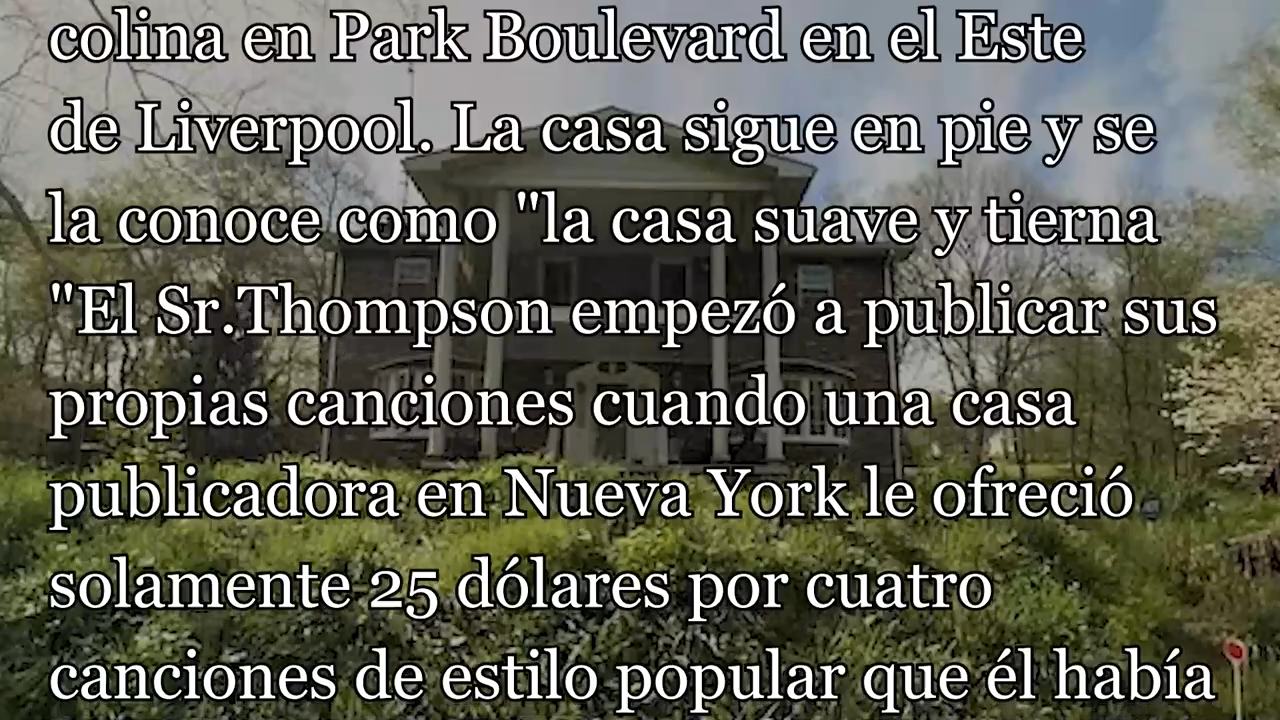 colina en Park Boulevard en el Este
de Liverpool. La casa sigue en pie y se
la conoce como "la casa suave y tierna
"El Sr.Thompson empezó a publicar sus
propias canciones cuando una casa
publicadora en Nueva York le ofreció
solamente 25 dólares por cuatro
canciones de estilo popular que él había